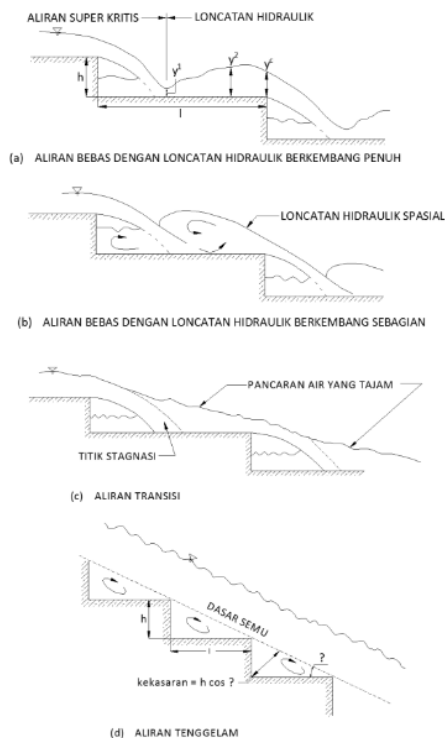 ALIRAN SUPER KRITIS
LONCATAN HIDRAULIK
h
y¹
y²
yᶜ
l
(a) ALIRAN BEBAS DENGAN LONCATAN HIDRAULIK BERKEMBANG PENUH
LONCATAN HIDRAULIK SPASIAL
(b) ALIRAN BEBAS DENGAN LONCATAN HIDRAULIK BERKEMBANG SEBAGIAN
PANCARAN AIR YANG TAJAM
TITIK STAGNASI
(c) ALIRAN TRANSISI
DASAR SEMU
h
l
?
kekasaran = h cos ?
(d) ALIRAN TENGGELAM